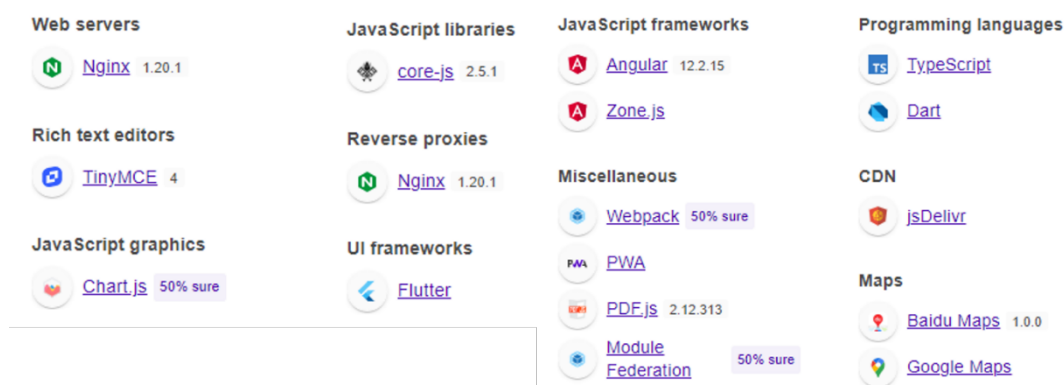 Web servers
Nginx 1.20.1
Rich text editors
TinyMCE 4
JavaScript graphics
Chart.js 50% sure
JavaScript libraries
core-js 2.5.1
Reverse proxies
Nginx 1.20.1
UI frameworks
Flutter
JavaScript frameworks
Angular 12.2.15
Zone.js
Miscellaneous
Webpack 50% sure
PWA PWA
PDF.js 2.12.313
Module
Federation 50% sure
Programming languages
TS TypeScript
Dart
CDN
jsDelivr
Maps
Baidu Maps 1.0.0
Google Maps